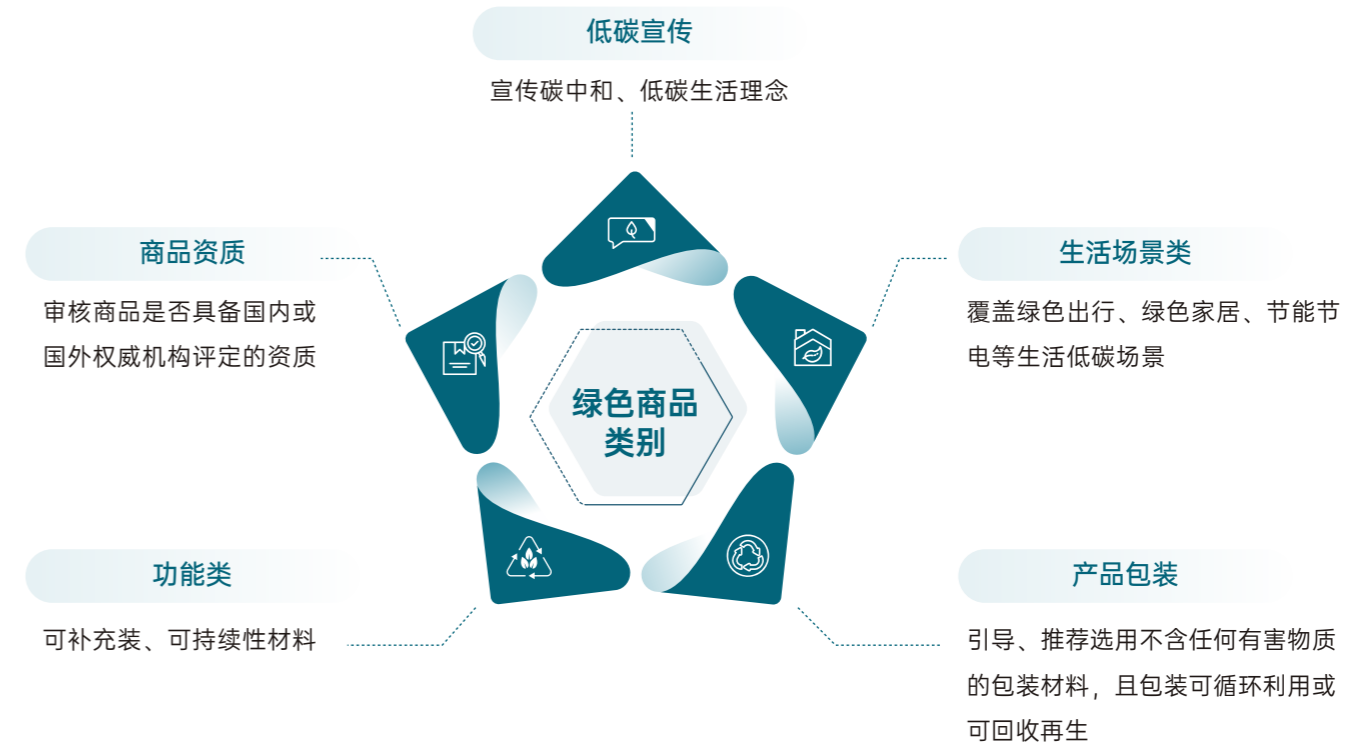 低碳宣传
宣传碳中和、低碳生活理念
商品资质
审核商品是否具备国内或
国外权威机构评定的资质
生活场景类
覆盖绿色出行、绿色家居、节能节
电等生活低碳场景
绿色商品
类别
功能类
可补充装、可持续性材料
产品包装
引导、推荐选用不含任何有害物质
的包装材料，且包装可循环利用或
可回收再生